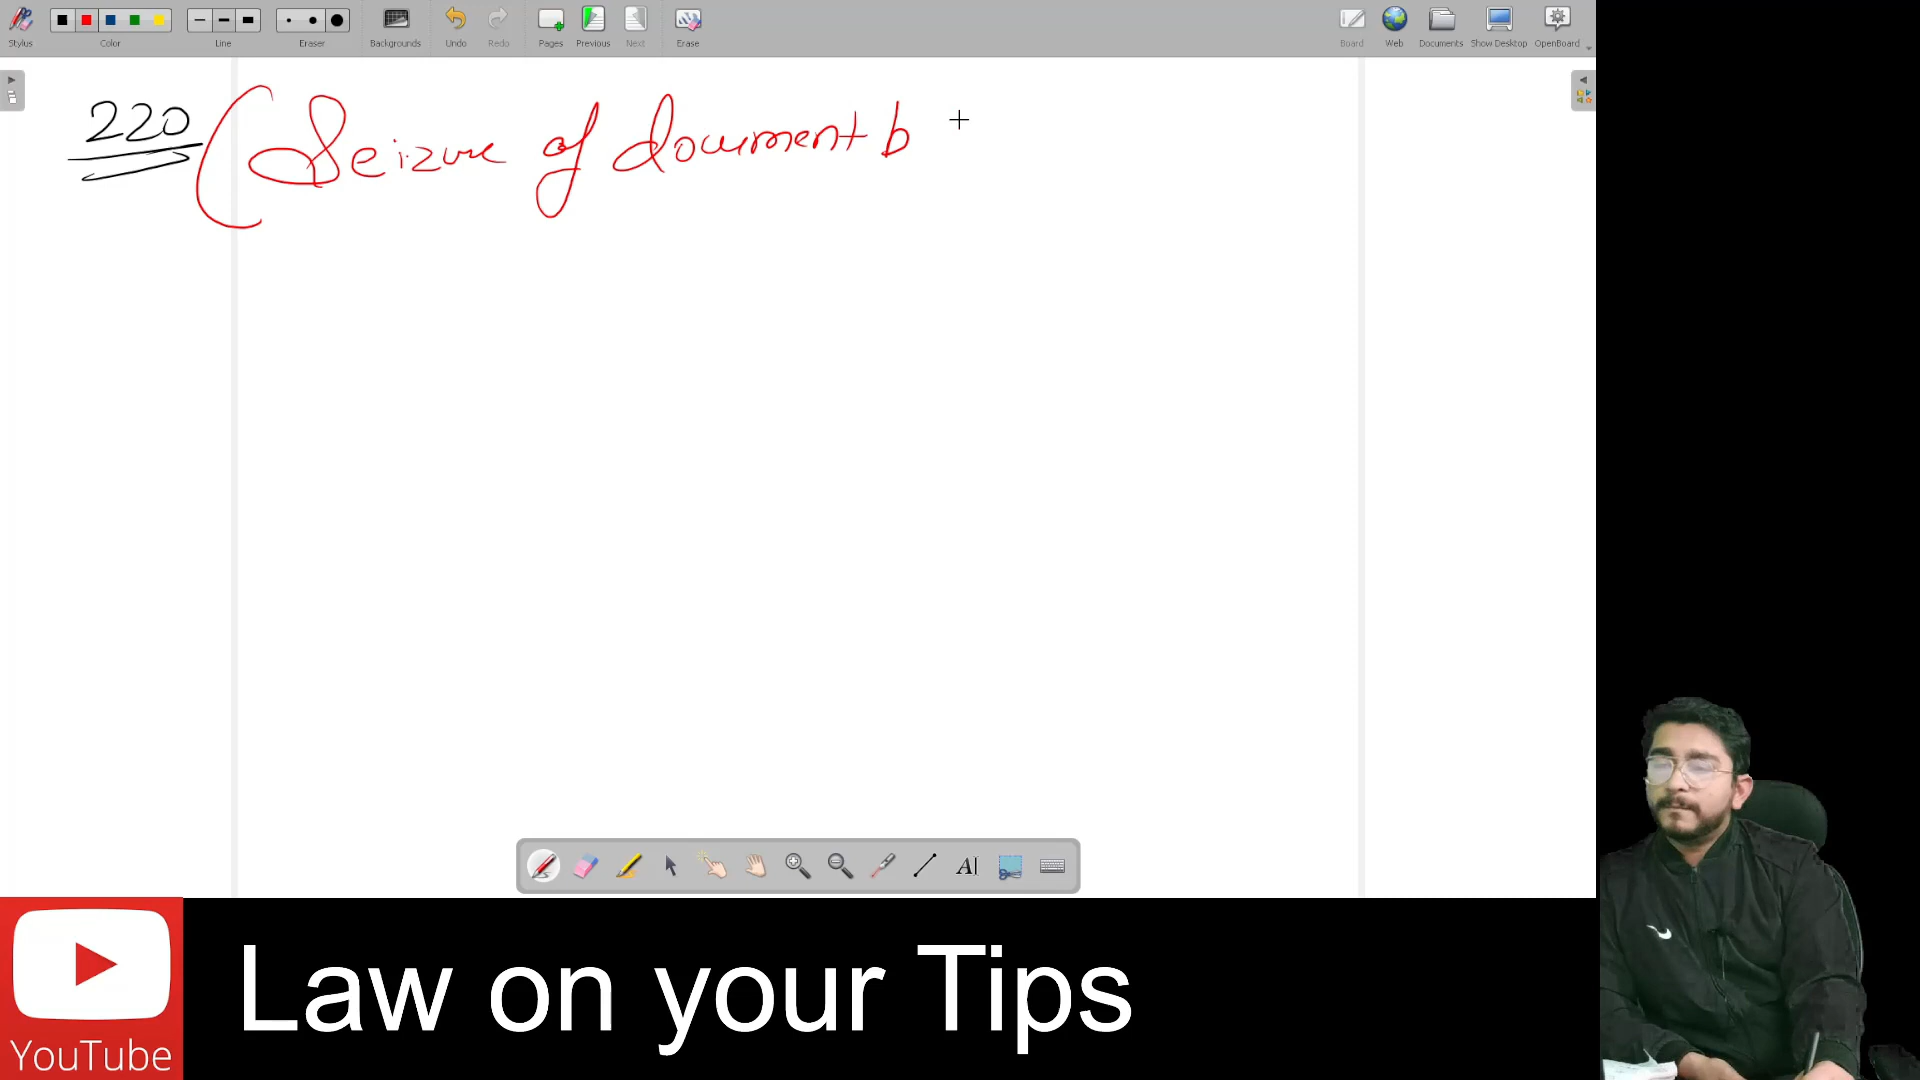 Stylus Color Line Eraser Backgrounds Undo Redo Pages Previous Next Erase Board Web Documents Show Desktop OpenBoard
220 ( Seizure of document b
Law on your Tips
YouTube